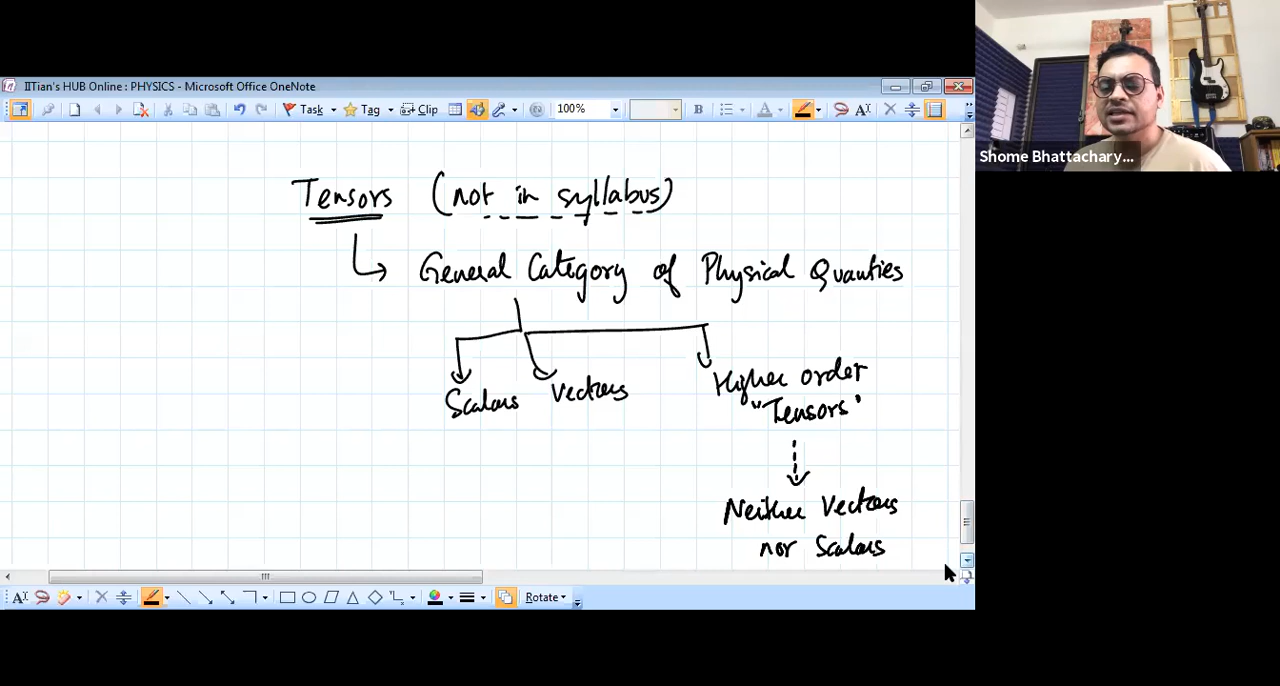 IITian's HUB Online : PHYSICS - Microsoft Office OneNote
Task Tag Clip 100% B A A
Shome Bhattachary...
Tensors (not in syllabus)
General Category of Physical Quanties
Scalars Vectors Higher order
"Tensors"
Neither Vectors
nor Scalars
A Rotate